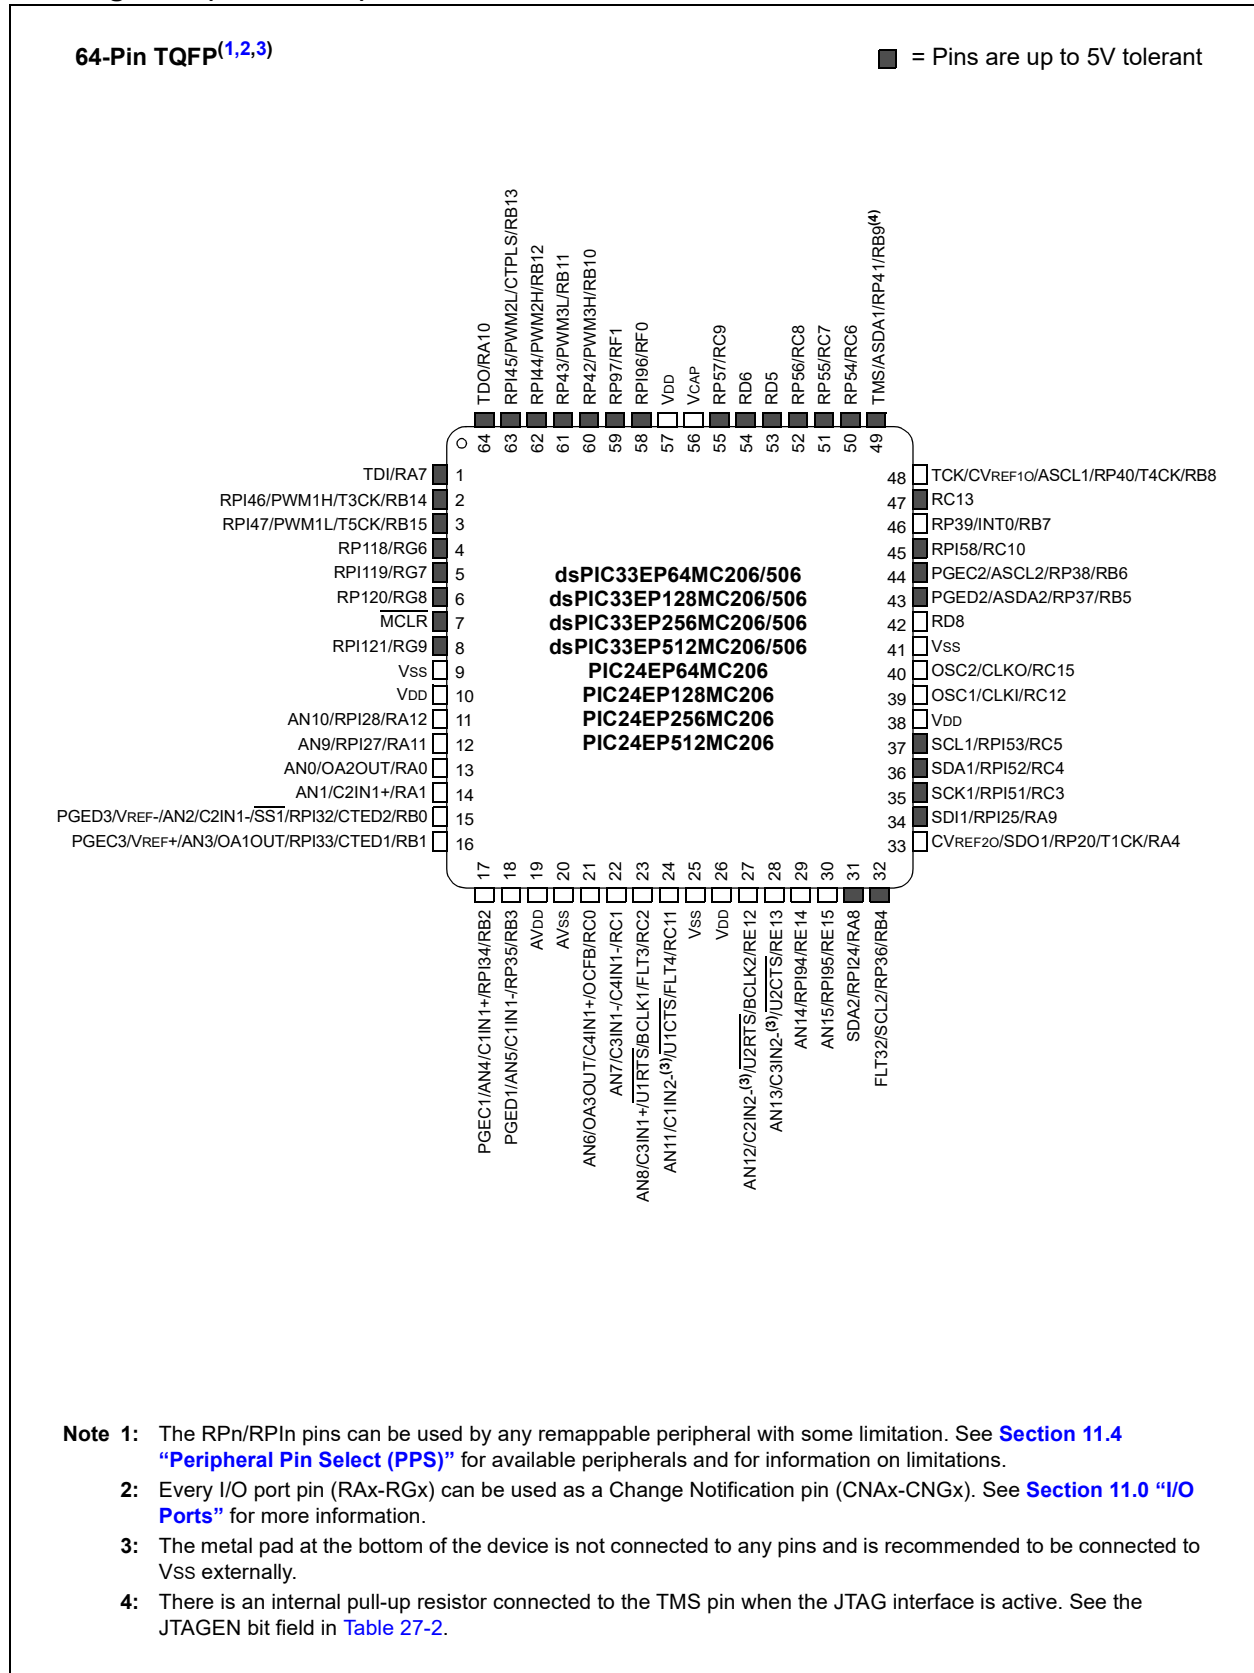 64-Pin TQFP(1,2,3)
= Pins are up to 5V tolerant
TDO/RA10
RPI45/PWM2L/CTPLS/RB13
RPI44/PWM2H/RB12
RP43/PWM3L/RB11
RP42/PWM3H/RB10
RP97/RF1
RPI96/RF0
VDD
VCAP
RP57/RC9
RD6
RD5
RP56/RC8
RP55/RC7
RP54/RC6
TMS/ASDA1/RP41/RB9(4)
64 63 62 61 60 59 58 57 56 55 54 53 52 51 50 49
TDI/RA7 1
RPI46/PWM1H/T3CK/RB14 2
RPI47/PWM1L/T5CK/RB15 3
RP118/RG6 4
RPI119/RG7 5
RP120/RG8 6
MCLR 7
RPI121/RG9 8
VSS 9
VDD 10
AN10/RPI28/RA12 11
AN9/RPI27/RA11 12
AN0/OA2OUT/RA0 13
AN1/C2IN1+/RA1 14
PGED3/VREF-/AN2/C2IN1-/SS1/RPI32/CTED2/RB0 15
PGEC3/VREF+/AN3/OA1OUT/RPI33/CTED1/RB1 16
dsPIC33EP64MC206/506
dsPIC33EP128MC206/506
dsPIC33EP256MC206/506
dsPIC33EP512MC206/506
PIC24EP64MC206
PIC24EP128MC206
PIC24EP256MC206
PIC24EP512MC206
48 TCK/CVREF1O/ASCL1/RP40/T4CK/RB8
47 RC13
46 RP39/INT0/RB7
45 RPI58/RC10
44 PGEC2/ASCL2/RP38/RB6
43 PGED2/ASDA2/RP37/RB5
42 RD8
41 VSS
40 OSC2/CLKO/RC15
39 OSC1/CLKI/RC12
38 VDD
37 SCL1/RPI53/RC5
36 SDA1/RPI52/RC4
35 SCK1/RPI51/RC3
34 SDI1/RPI25/RA9
33 CVREF2O/SDO1/RP20/T1CK/RA4
17 18 19 20 21 22 23 24 25 26 27 28 29 30 31 32
PGEC1/AN4/C1IN1+/RPI34/RB2
PGED1/AN5/C1IN1-/RP35/RB3
AVDD
AVSS
AN6/OA3OUT/C4IN1+/OCFB/RC0
AN7/C3IN1-/C4IN1-/RC1
AN8/C3IN1+/U1RTS/BCLK1/FLT3/RC2
AN11/C1IN2-(3)/U1CTS/FLT4/RC11
VSS
VDD
AN12/C2IN2-(3)/U2RTS/BCLK2/RE12
AN13/C3IN2-(3)/U2CTS/RE13
AN14/RPI94/RE14
AN15/RPI95/RE15
SDA2/RPI24/RA8
FLT32/SCL2/RP36/RB4
Note 1: The RPn/RPIn pins can be used by any remappable peripheral with some limitation. See Section 11.4
“Peripheral Pin Select (PPS)” for available peripherals and for information on limitations.
2: Every I/O port pin (RAx-RGx) can be used as a Change Notification pin (CNAx-CNGx). See Section 11.0 “I/O
Ports” for more information.
3: The metal pad at the bottom of the device is not connected to any pins and is recommended to be connected to
VSS externally.
4: There is an internal pull-up resistor connected to the TMS pin when the JTAG interface is active. See the
JTAGEN bit field in Table 27-2.